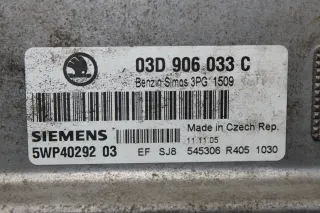 03D 906 033 C
Benzin Simos 3PG 1509
SIEMENS
Made in Czech Rep.
5WP40292 03
11.11.05
EF SJ8 545306 R405 1030